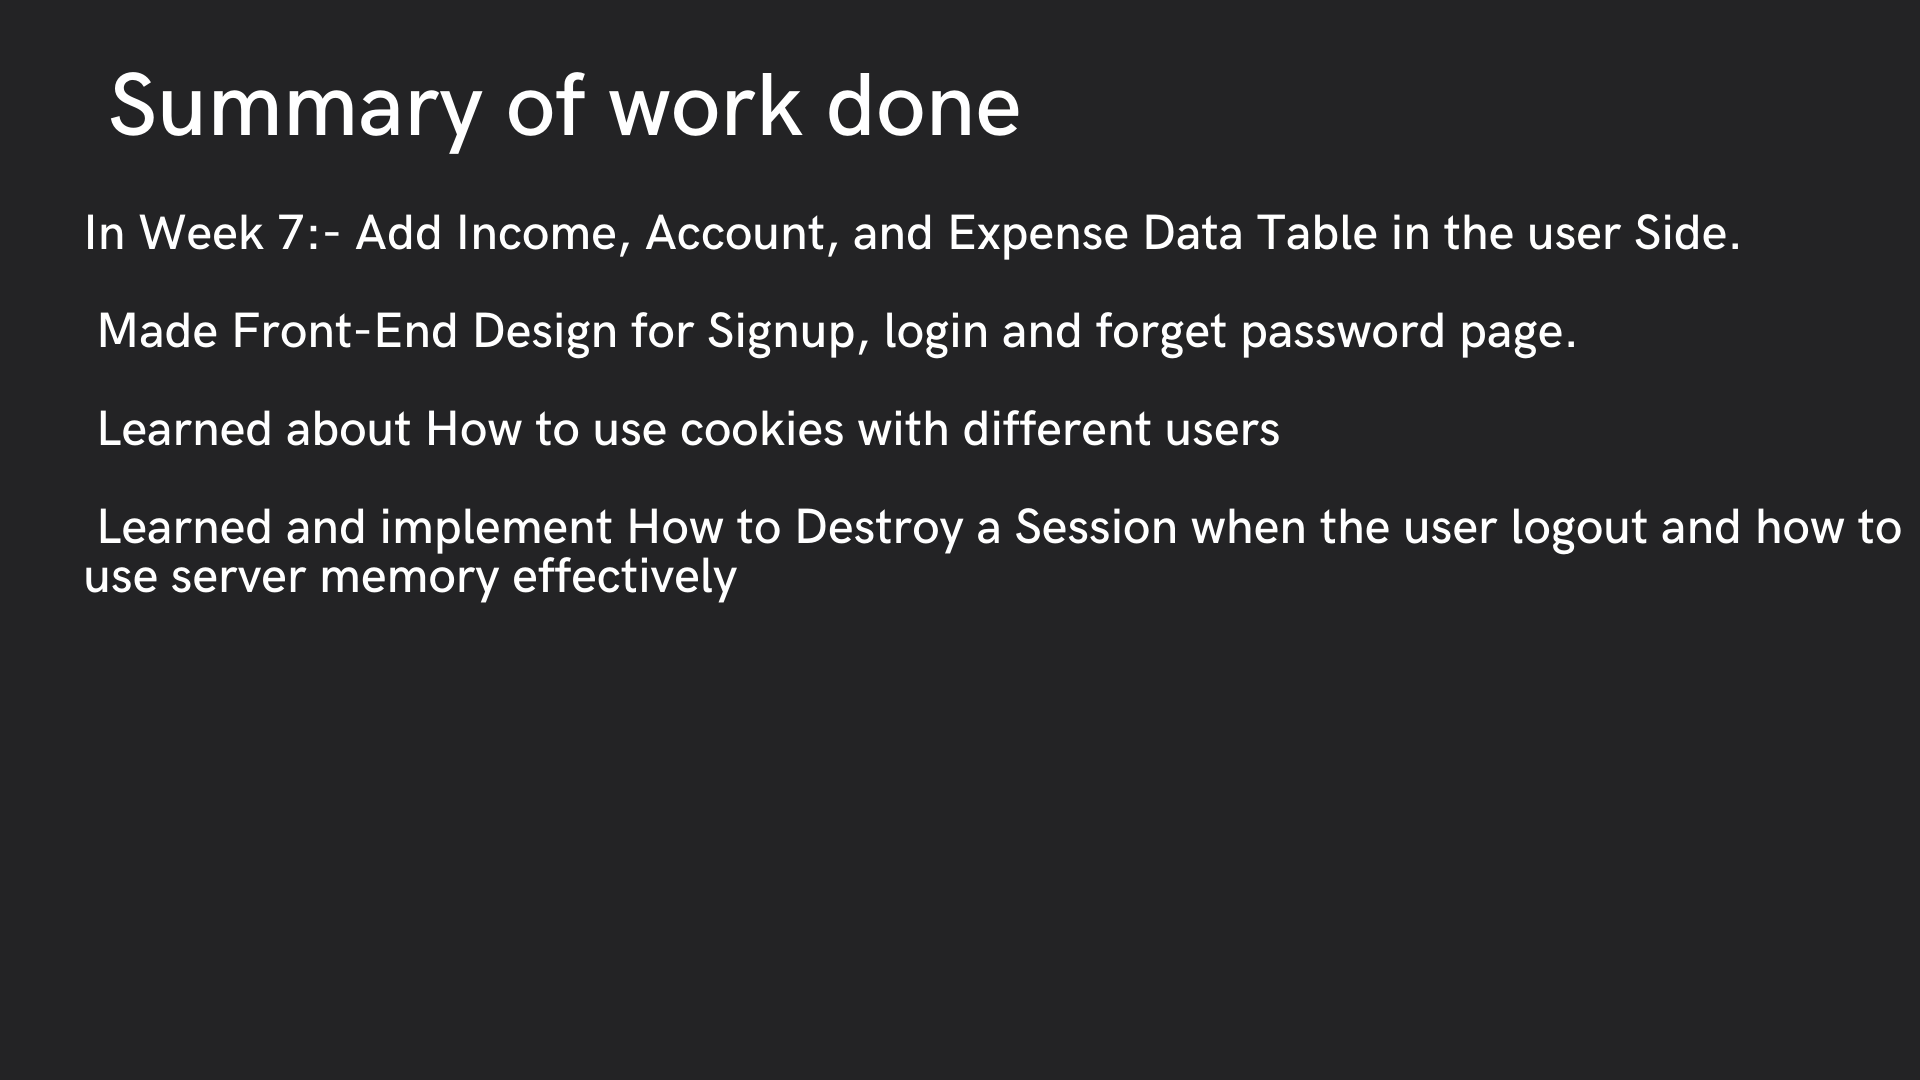 Summary of work done
In Week 7:- Add Income, Account, and Expense Data Table in the user Side.
Made Front-End Design for Signup, login and forget password page.
Learned about How to use cookies with different users
Learned and implement How to Destroy a Session when the user logout and how to
use server memory effectively